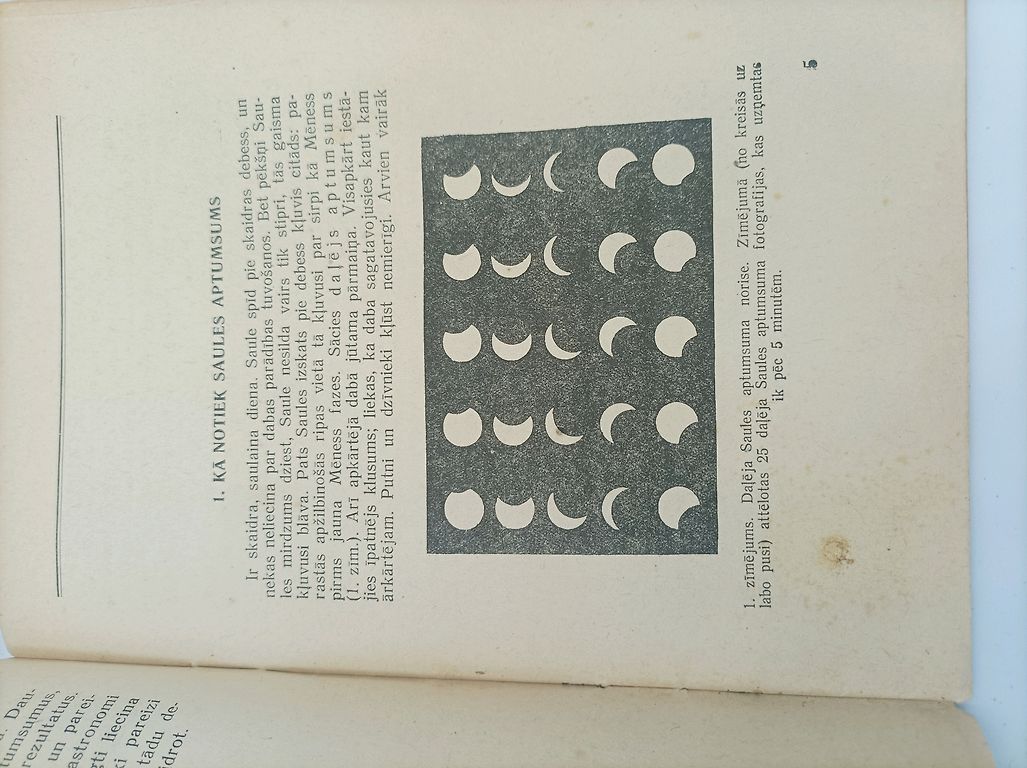 u. Dau-
tumsumus,
rezultatus.
un parei-
astronomi
rti liecina
ki pareizi
tādu de-
idrot.
1. KĀ NOTIEK SAULES APTUMSUMS
Ir skaidra, saulaina diena. Saule spīd pie skaidras debess, un
nekas neliecina par dabas parādības tuvošanos. Bet pēkšņi Sau-
les mirdzums dziest, Saule nesilda vairs tik stipri, tās gaisma
kļuvusi blāva. Pats Saules izskats pie debess kļuvis citāds: pa-
rastās apžilbinošās ripas vietā tā kļuvusi par sirpi kā Mēness
pirms jauna Mēness fazes. Sācies daļējs aptumsums
(1. zīm.). Arī apkārtējā dabā jūtama pārmaiņa. Visapkārt iestā-
jies īpatnējs klusums; liekas, ka daba sagatavojusies kaut kam
ārkārtējam. Putni un dzīvnieki kļūst nemierīgi. Arvien vairāk
1. zīmējums. Daļēja Saules aptumsuma norise. Zīmējumā (no kreisās uz
labo pusi) attēlotas 25 daļēja Saules aptumsuma fotografijas, kas uzņemtas
ik pēc 5 minutēm.
5